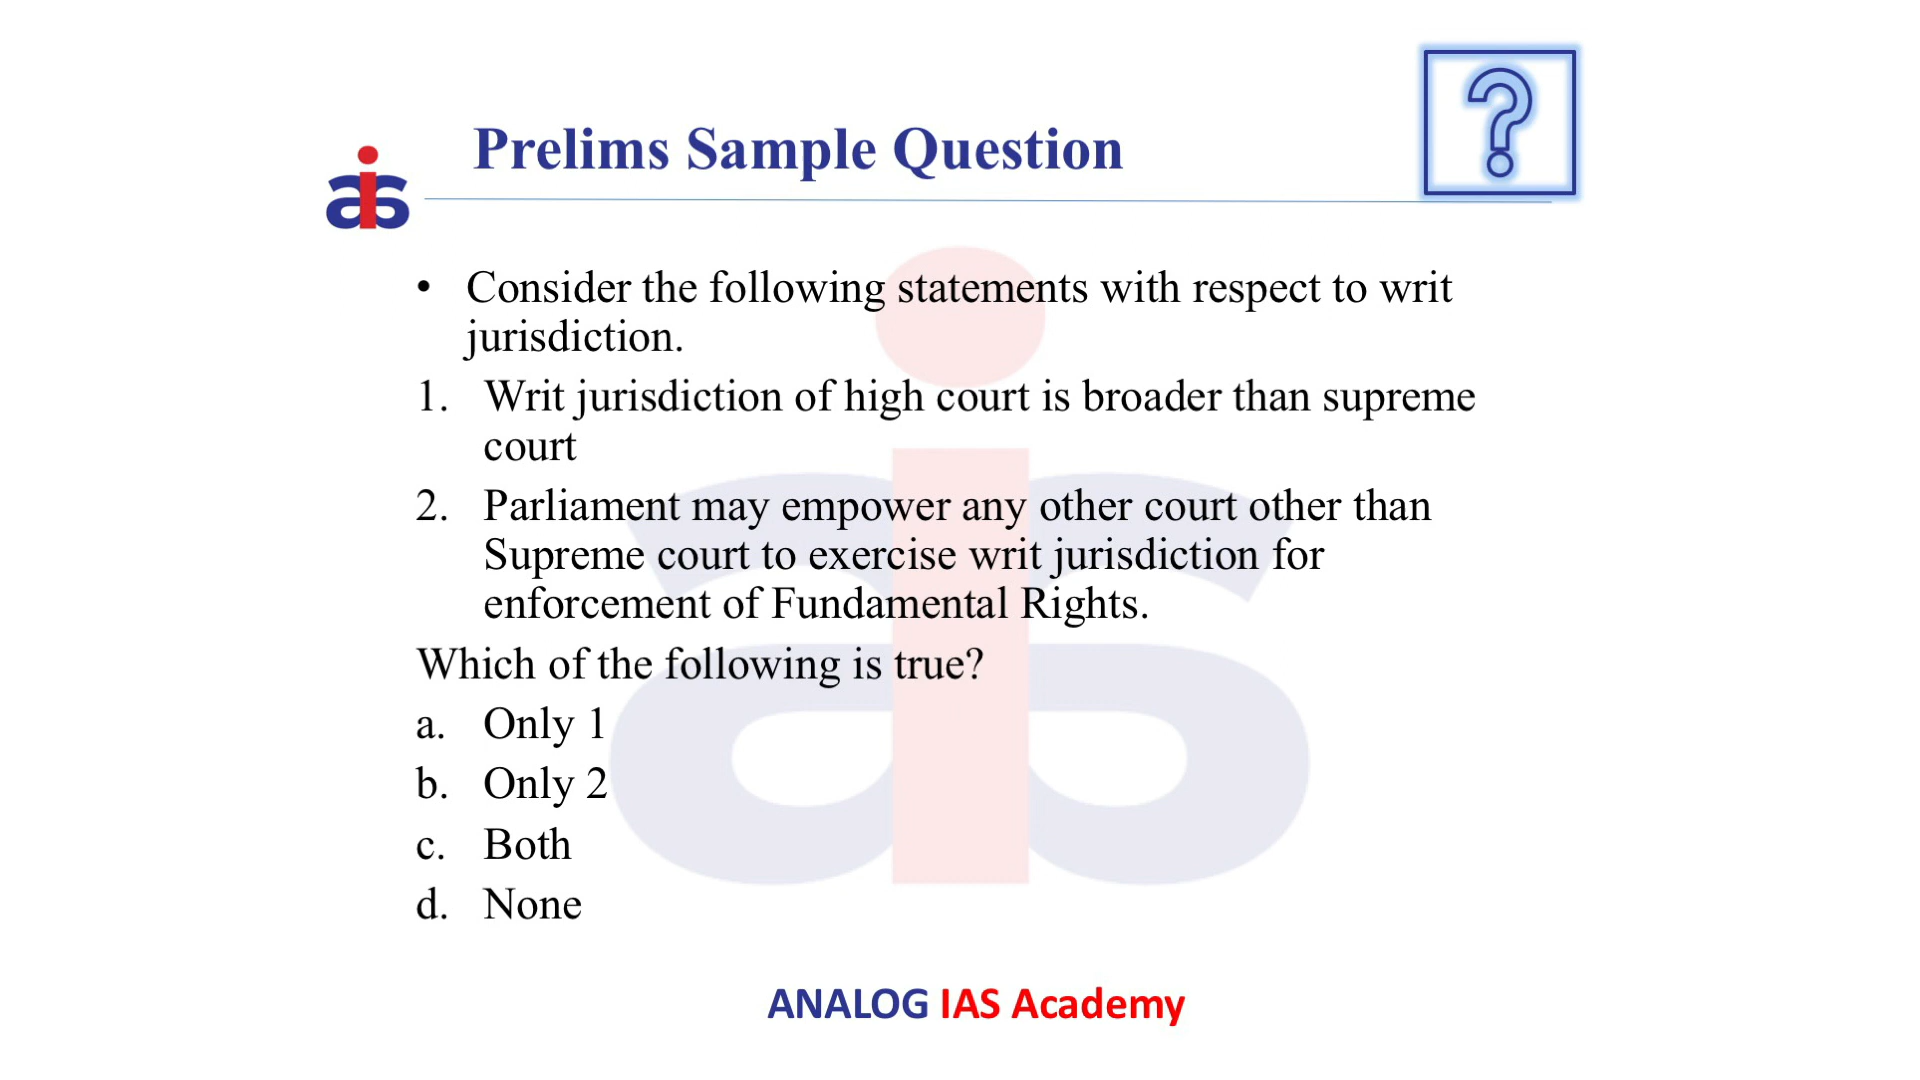 Prelims Sample Question
• Consider the following statements with respect to writ
jurisdiction.
1. Writ jurisdiction of high court is broader than supreme
court
2. Parliament may empower any other court other than
Supreme court to exercise writ jurisdiction for
enforcement of Fundamental Rights.
Which of the following is true?
a. Only 1
b. Only 2
c. Both
d. None
ANALOG IAS Academy